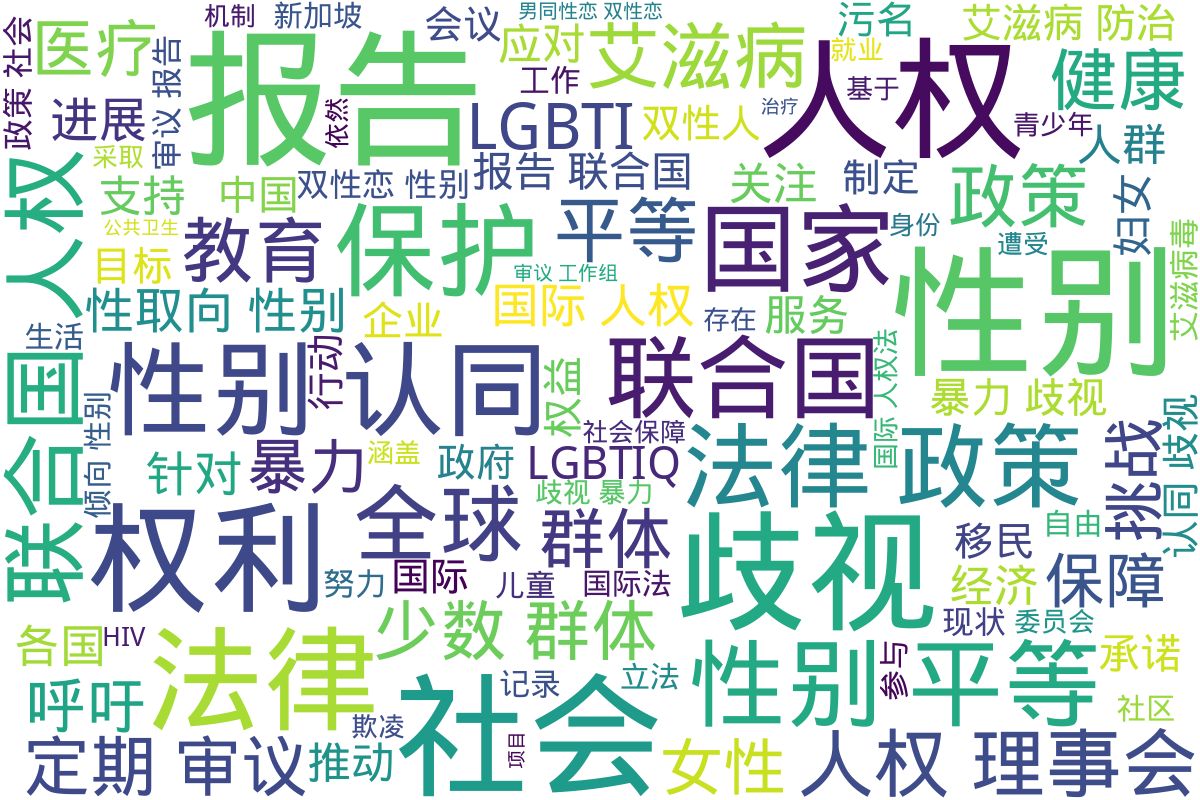 机制
新加坡
会议
男同性恋 双性恋
污名
艾滋病 防治
医疗
政策 社会
审议 报告
报告
应对
艾滋病
人权
就业
健康
工作
基于
进展
依然
LGBTI
双性人
治疗
青少年
人群
采取
人权
支持
中国
双性恋 性别
报告 联合国
关注
制定
政策
妇女
公共卫生
教育
保护
平等
国家
身份
遭受
性别
艾滋病毒
目标
审议 工作组
性取向 性别
企业
国际 人权
存在
服务
生活
联合国
性别 认同
行动
权益
联合国
国际 人权法
暴力 歧视
倾向 性别
针对
暴力
涵盖
政府
社会保障
LGBTIQ
歧视 暴力
法律
政策
挑战
认同 歧视
权利
全球
群体
歧视
移民
自由
努力
国际
儿童
国际法
经济
保障
各国
HIV
法律
少数 群体
现状
委员会
呼吁
社会
记录
立法
性别 平等
参与
承诺
社区
欺凌
定期 审议
推动
项目
女性
人权 理事会